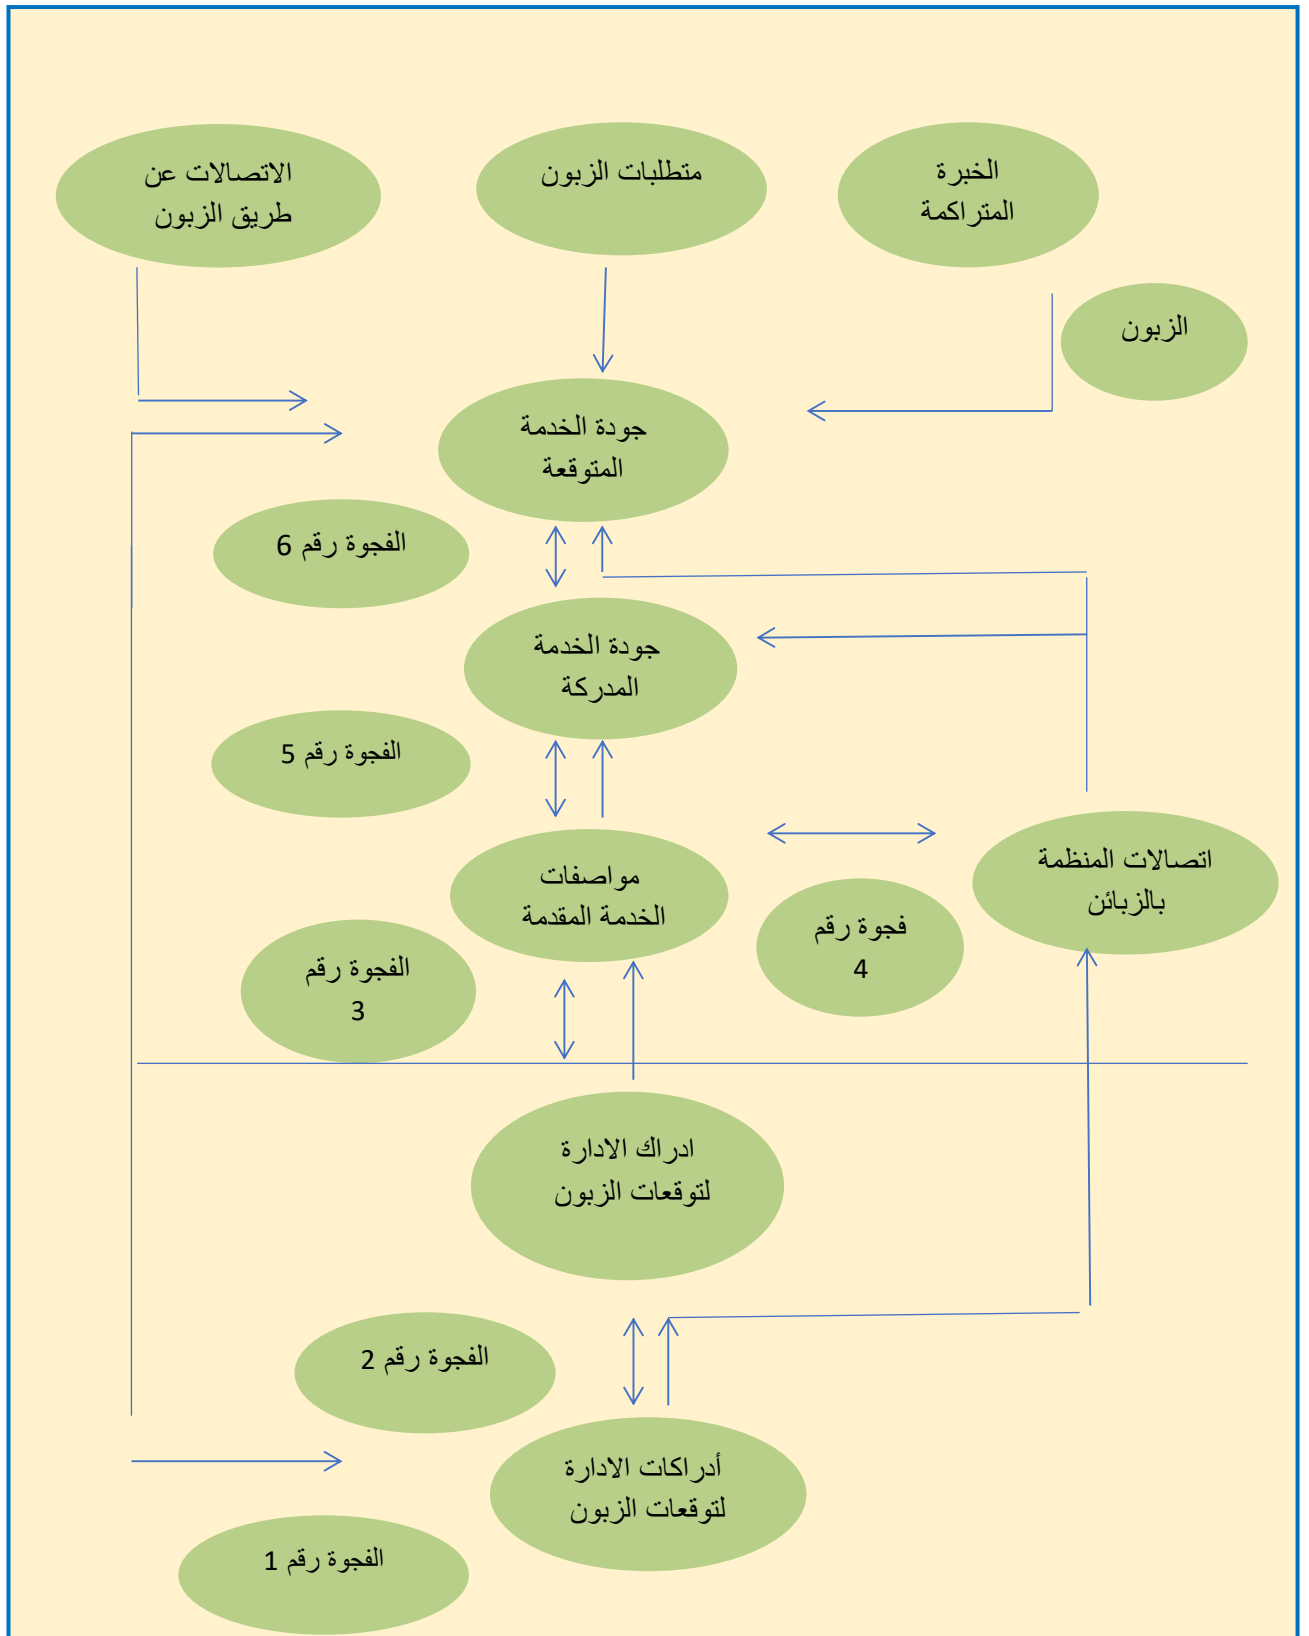 الخبرة
المتراكمة
متطلبات الزبون
الاتصالات عن
طريق الزبون
الزبون
جودة الخدمة
المتوقعة
الفجوة رقم 6
جودة الخدمة
المدركة
الفجوة رقم 5
اتصالات المنظمة
بالزبائن
مواصفات
الخدمة المقدمة
فجوة رقم
4
الفجوة رقم
3
ادراك الادارة
لتوقعات الزبون
الفجوة رقم 2
أدراكات الادارة
لتوقعات الزبون
الفجوة رقم 1